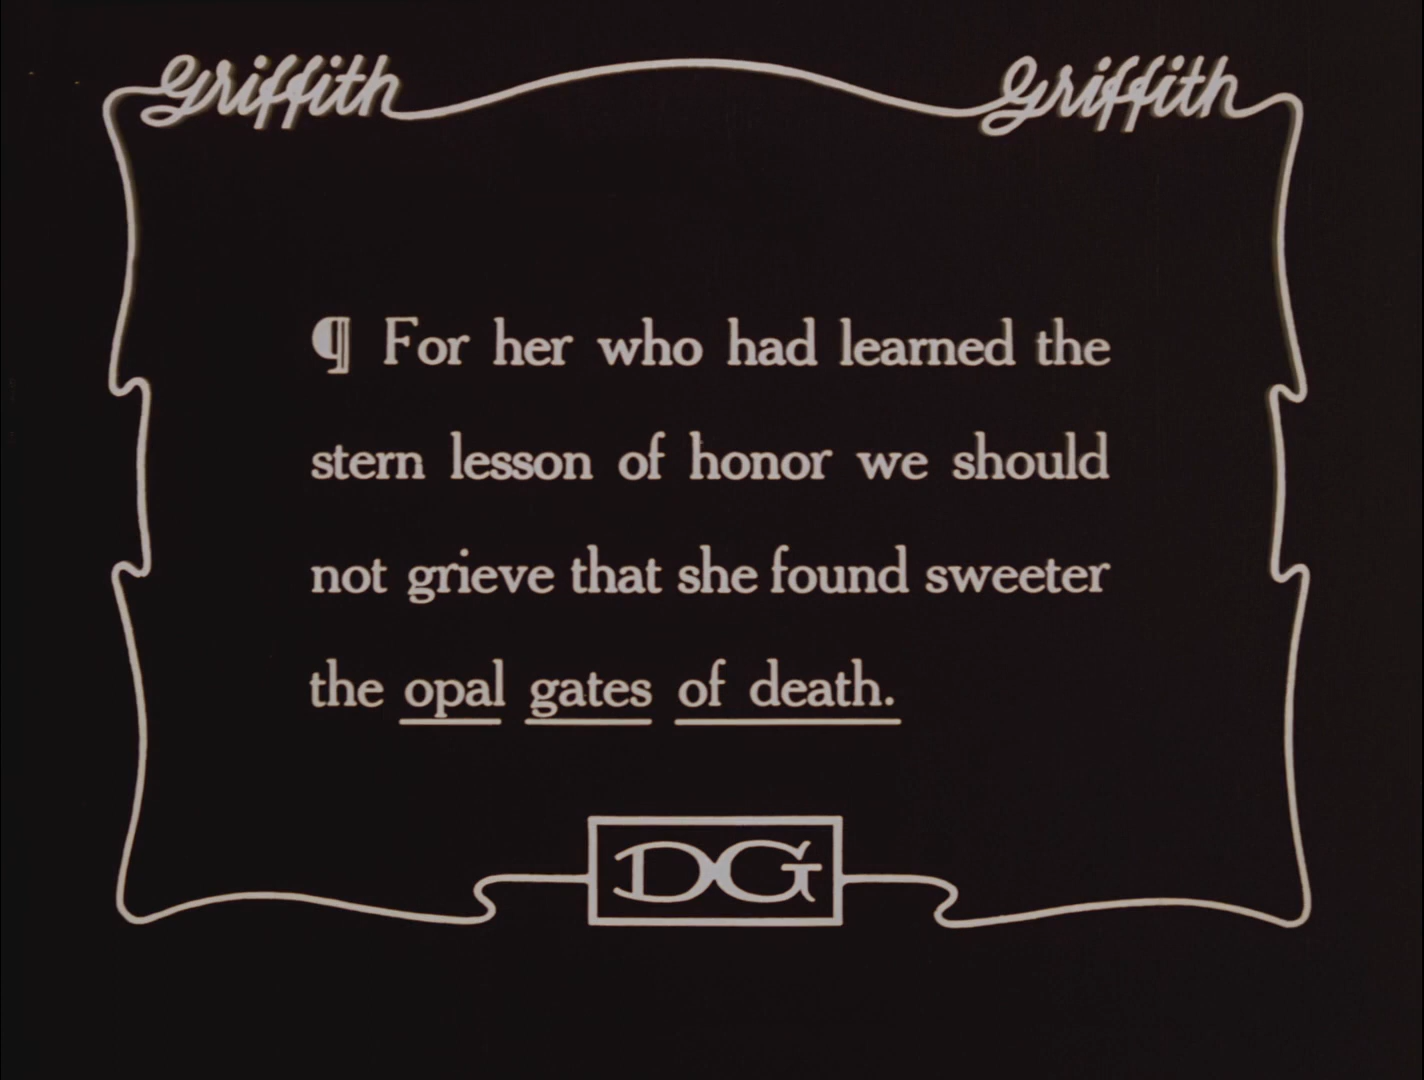 Griffith Griffith
¶ For her who had learned the
stern lesson of honor we should
not grieve that she found sweeter
the opal gates of death.
DG